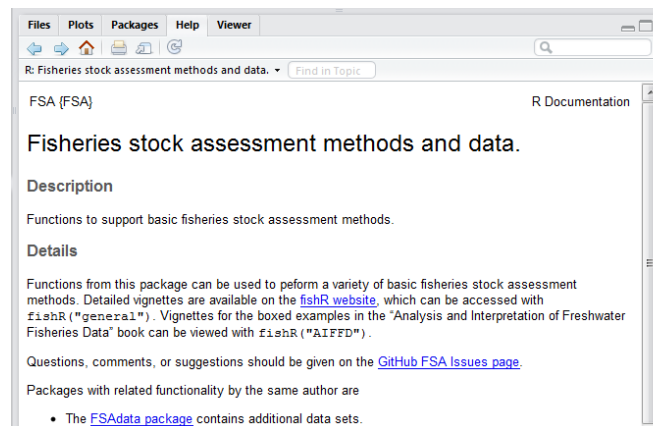 Files Plots Packages Help Viewer
R: Fisheries stock assessment methods and data. Find in Topic
FSA {FSA} R Documentation
Fisheries stock assessment methods and data.
Description
Functions to support basic fisheries stock assessment methods.
Details
Functions from this package can be used to peform a variety of basic fisheries stock assessment
methods. Detailed vignettes are available on the fishR website, which can be accessed with
fishR("general"). Vignettes for the boxed examples in the “Analysis and Interpretation of Freshwater
Fisheries Data” book can be viewed with fishR("AIFFD").
Questions, comments, or suggestions should be given on the GitHub FSA Issues page.
Packages with related functionality by the same author are
• The FSAdata package contains additional data sets.